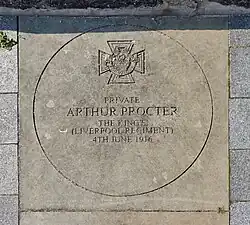 PRIVATE
ARTHUR PROCTER
THE KING'S
(LIVERPOOL REGIMENT)
4TH JUNE 1916